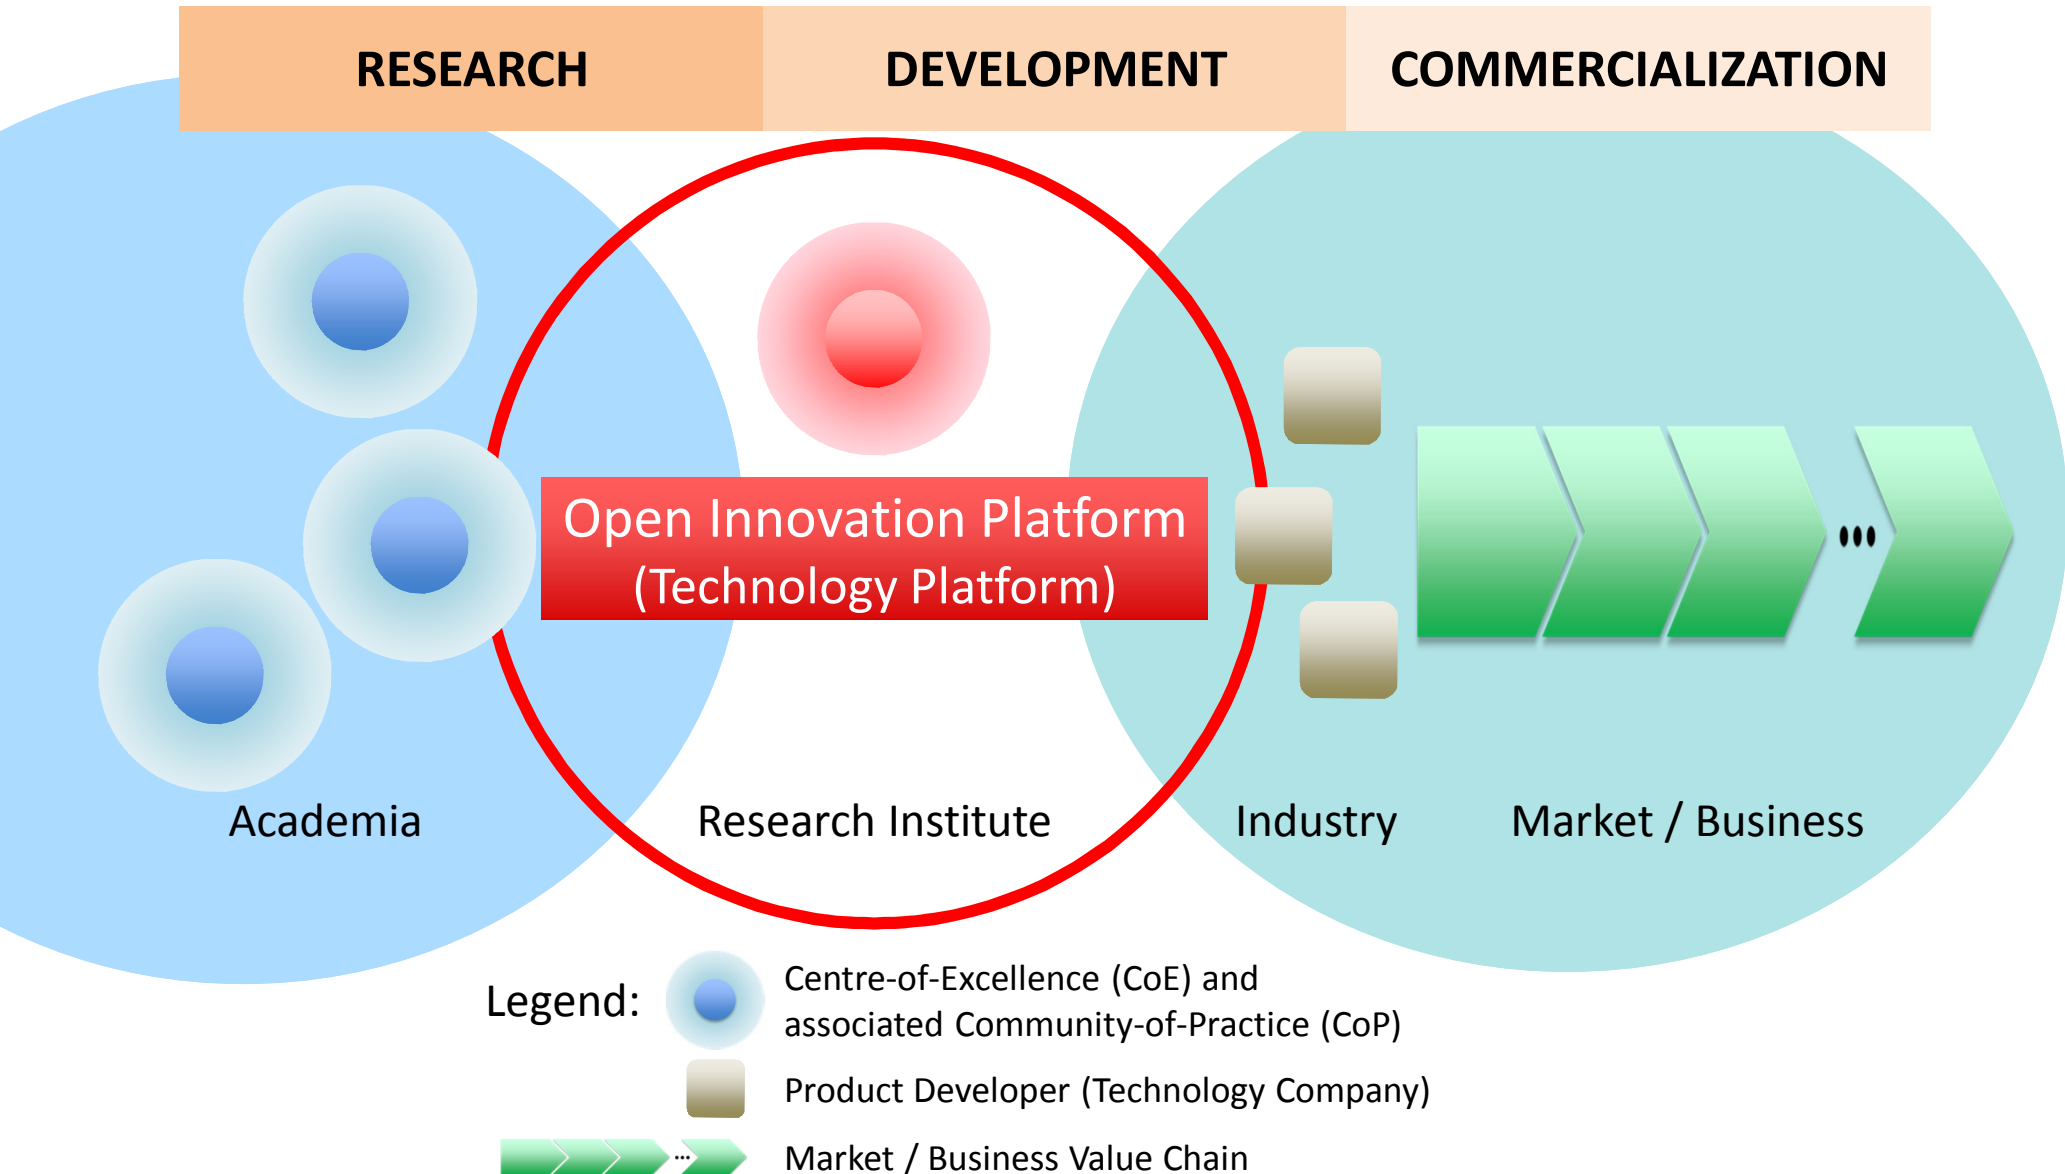 RESEARCH
DEVELOPMENT
COMMERCIALIZATION
Open Innovation Platform
(Technology Platform)
Academia
Research Institute
Industry
Market / Business
Legend:
Centre-of-Excellence (CoE) and
associated Community-of-Practice (CoP)
Product Developer (Technology Company)
Market / Business Value Chain